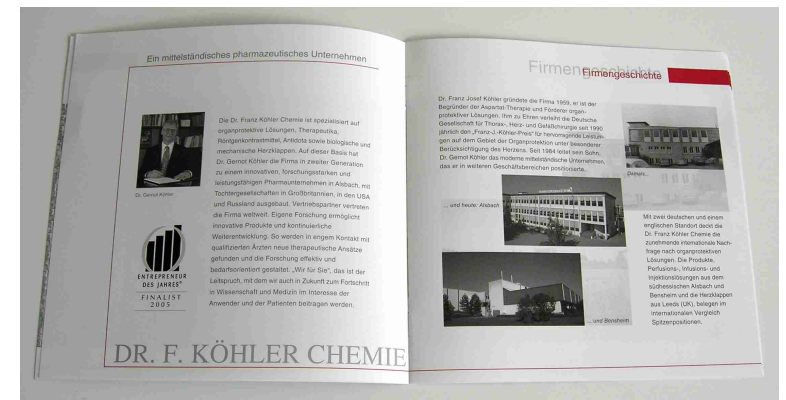 Ein mittelständisches pharmazeutisches Unternehmen
Die Dr. Franz Köhler Chemie ist spezialisiert auf
organprotektive Lösungen, Therapeutika,
Röntgenkontrastmittel, Antidota sowie biologische und
mechanische Herzklappen. Auf dieser Basis hat
Dr. Gernot Köhler die Firma in zweiter Generation
zu einem innovativen, forschungsstarken und
leistungsfähigen Pharmaunternehmen in Alsbach, mit
Tochtergesellschaften in Großbritannien, in den USA
und Russland ausgebaut. Vertriebspartner vertreten
die Firma weltweit. Eigene Forschung ermöglicht
innovative Produkte und kontinuierliche
Weiterentwicklung. So werden in engem Kontakt mit
qualifizierten Ärzten neue therapeutische Ansätze
gefunden und die Forschung effektiv und
bedarfsorientiert gestaltet. „Wir für Sie", das ist der
Leitspruch, mit dem wir auch in Zukunft zum Fortschritt
in Wissenschaft und Medizin im Interesse der
Anwender und der Patienten beitragen werden.
Dr. Gernot Köhler
ENTREPRENEUR
DES JAHRES®
FINALIST
2005
DR. F. KÖHLER CHEMIE
Firmengeschichte
Firmengeschichte
Dr. Franz Josef Köhler gründete die Firma 1959, er ist der
Begründer der Aspartat-Therapie und Förderer organ-
protektiver Lösungen. Ihm zu Ehren verleiht die Deutsche
Gesellschaft für Thorax-, Herz- und Gefäßchirurgie seit 1990
jährlich den „Franz-J.-Köhler-Preis" für hervorragende Leistun-
gen auf dem Gebiet der Organprotektion unter besonderer
Berücksichtigung des Herzens. Seit 1984 leitet sein Sohn,
Dr. Gernot Köhler das moderne mittelständische Unternehmen,
das er in weiteren Geschäftsbereichen positionierte.
Damals...
... und heute: Alsbach
... und Bensheim
Mit zwei deutschen und einem
englischen Standort deckt die
Dr. Franz Köhler Chemie die
zunehmende internationale Nach-
frage nach organprotektiven
Lösungen. Die Produkte,
Perfusions-, Infusions- und
Injektionslösungen aus dem
südhessischen Alsbach und
Bensheim und die Herzklappen
aus Leeds (UK), belegen im
internationalen Vergleich
Spitzenpositionen.